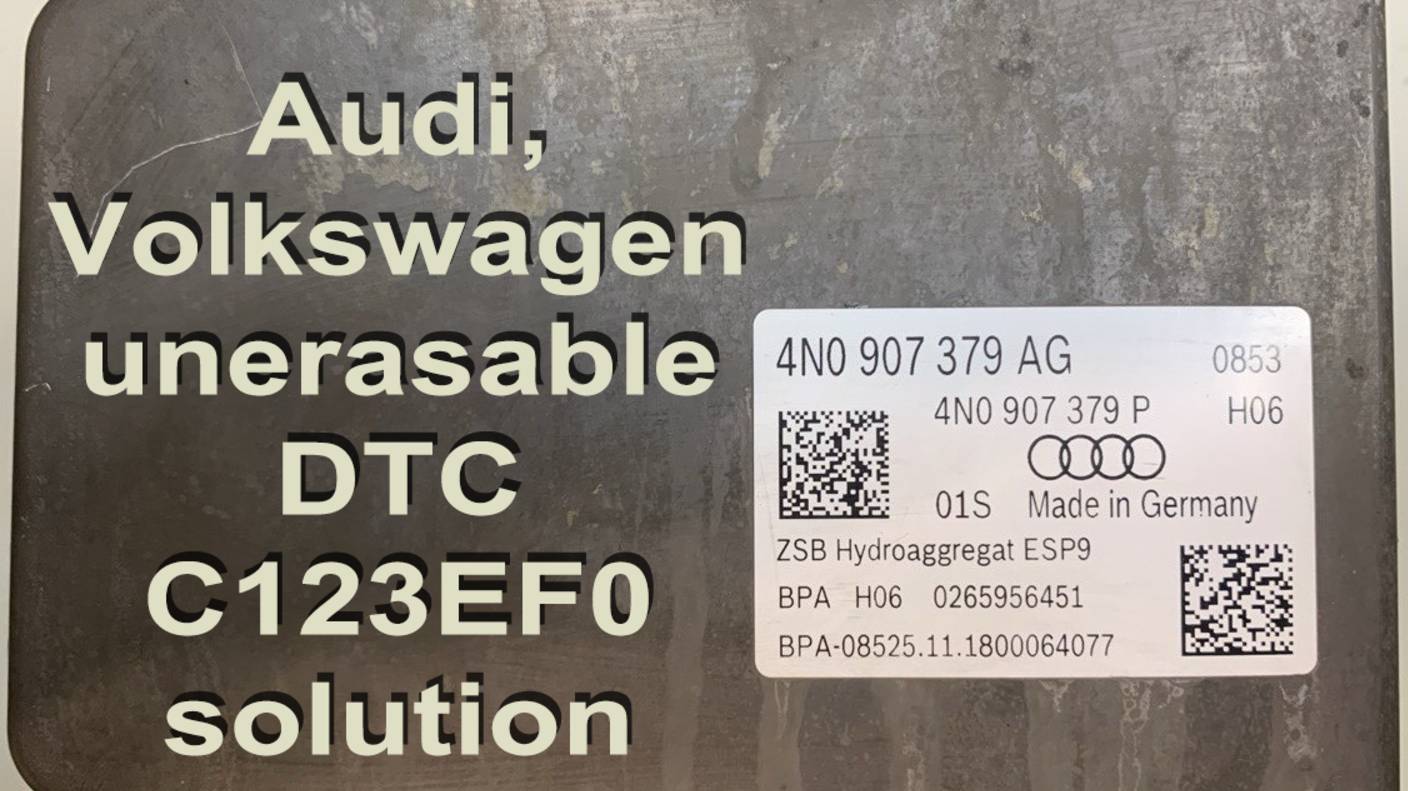 Audi,
Volkswagen
unerasable
DTC
C123EF0
solution
4N0 907 379 AG 0853
4N0 907 379 P H06
01S Made in Germany
ZSB Hydroaggregat ESP9
BPA H06 0265956451
BPA-08525.11.1800064077